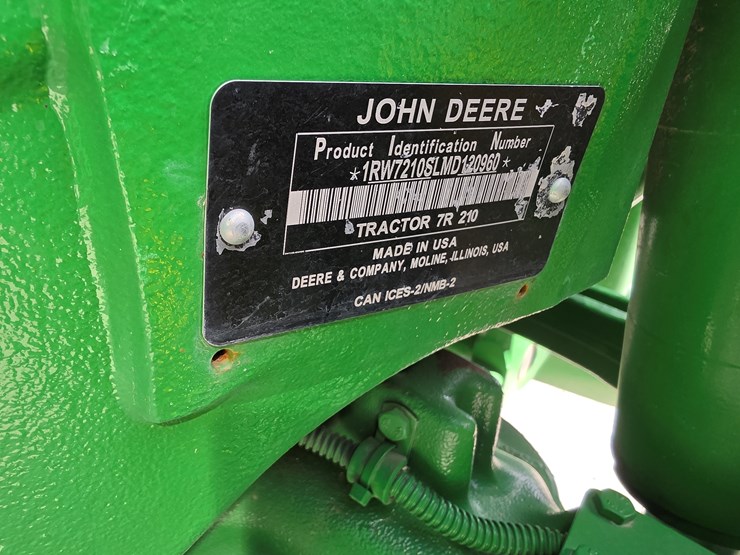 JOHN DEERE
Product Identification Number
*1RW7210SLMD120960*
TRACTOR 7R 210
MADE IN USA
DEERE & COMPANY, MOLINE, ILLINOIS, USA
CAN ICES-2/NMB-2